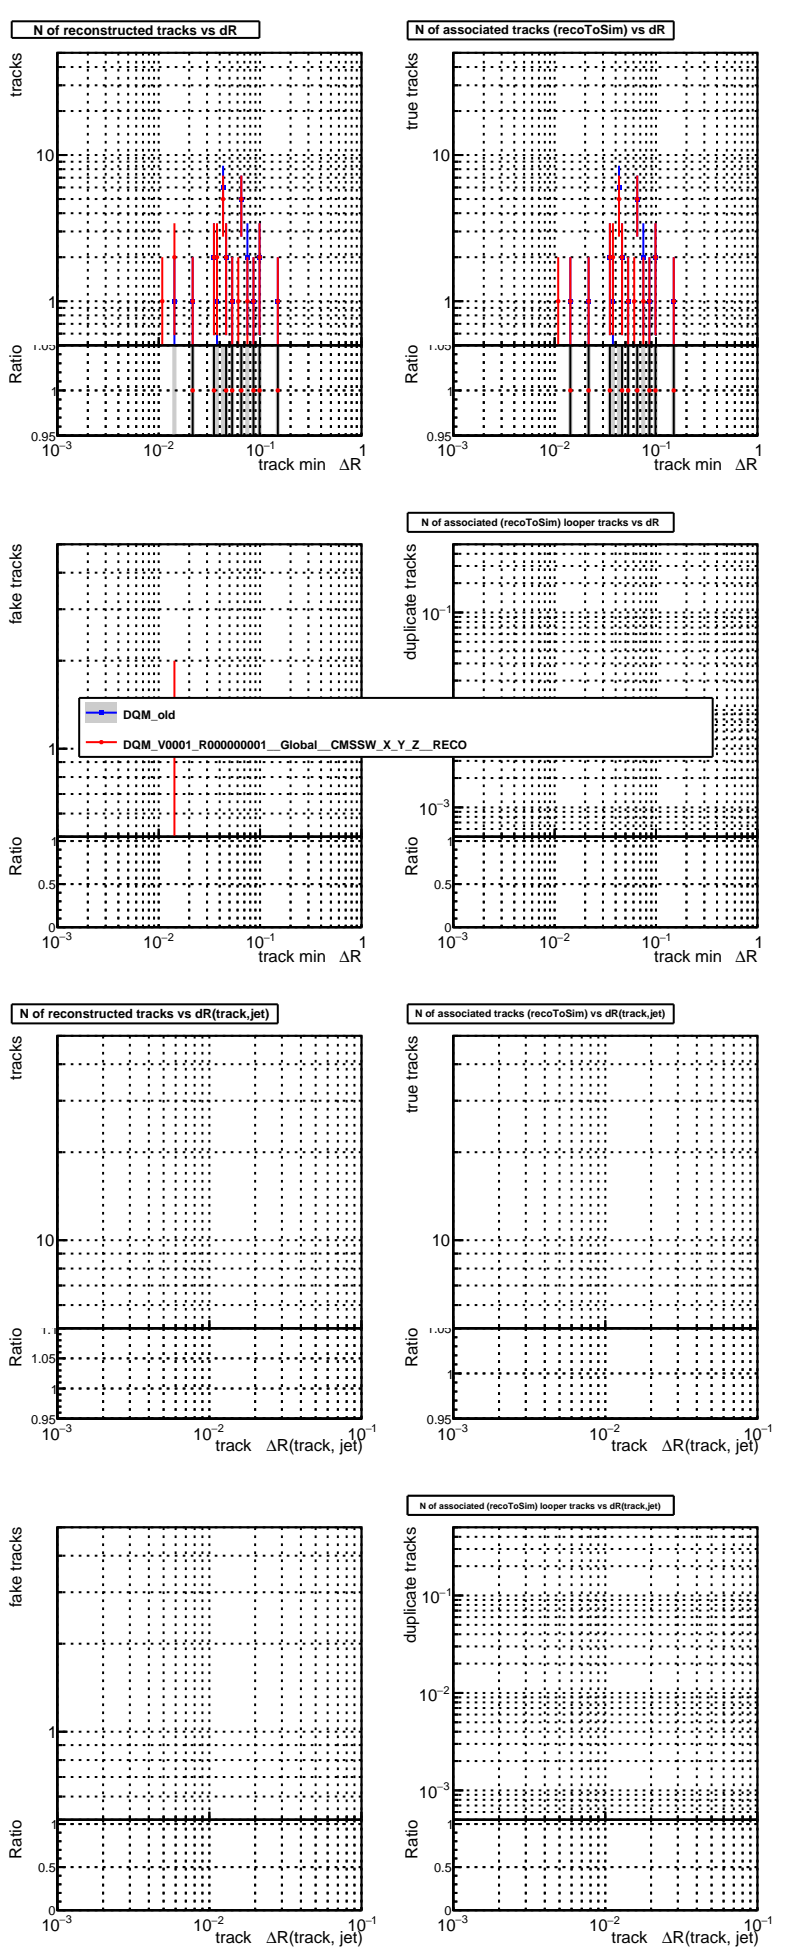 N of reconstructed tracks vs dR
tracks
10
1
1.05
Ratio
1
0.95
10−3
10−2
10−1
1
track min ΔR
N of associated tracks (recoToSim) vs dR
true tracks
10
1
1.05
Ratio
1
0.95
10−3
10−2
10−1
1
track min ΔR
fake tracks
1
Ratio
1
0.5
0
10−3
10−2
10−1
1
track min ΔR
N of associated (recoToSim) looper tracks vs dR
duplicate tracks
10−1
10−3
Ratio
1
0.5
0
10−3
10−2
10−1
1
track min ΔR
DQM_old
DQM_V0001_R000000001__Global__CMSSW_X_Y_Z__RECO
N of reconstructed tracks vs dR(track,jet)
tracks
10
1.1
Ratio
1.05
1
0.95
10−3
10−2
10−1
track ΔR(track, jet)
N of associated tracks (recoToSim) vs dR(track,jet)
true tracks
10
1.05
Ratio
1
0.95
10−3
10−2
10−1
track ΔR(track, jet)
fake tracks
1
Ratio
1
0.5
0
10−3
10−2
10−1
track ΔR(track, jet)
N of associated (recoToSim) looper tracks vs dR(track,jet)
duplicate tracks
10−1
10−2
10−3
Ratio
1
0.5
0
10−3
10−2
10−1
track ΔR(track, jet)